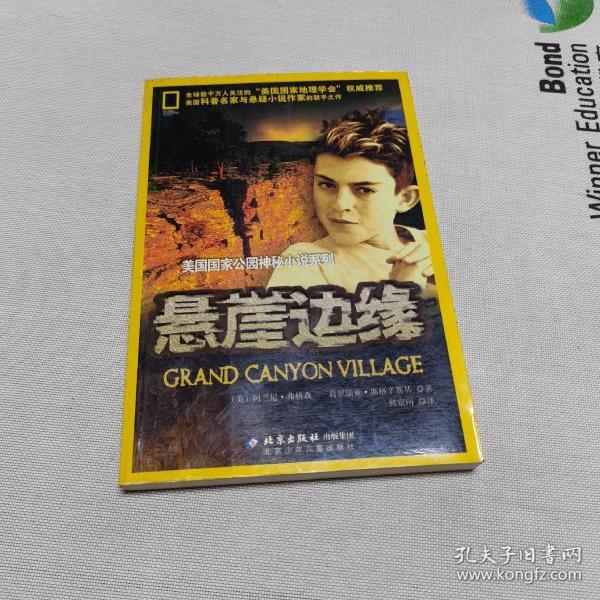 全球数千万人关注的“美国国家地理学会”权威推荐
美国科普名家与悬疑小说作家的联手之作
美国国家公园神秘小说系列
悬崖边缘
GRAND CANYON VILLAGE
（美）阿兰尼·弗格森 葛罗瑞亚·斯格辛斯基 著
译
北京出版社 出版集团
北京少年儿童出版社
Bond
Winner Education
孔夫子旧书网
www.kongfz.com